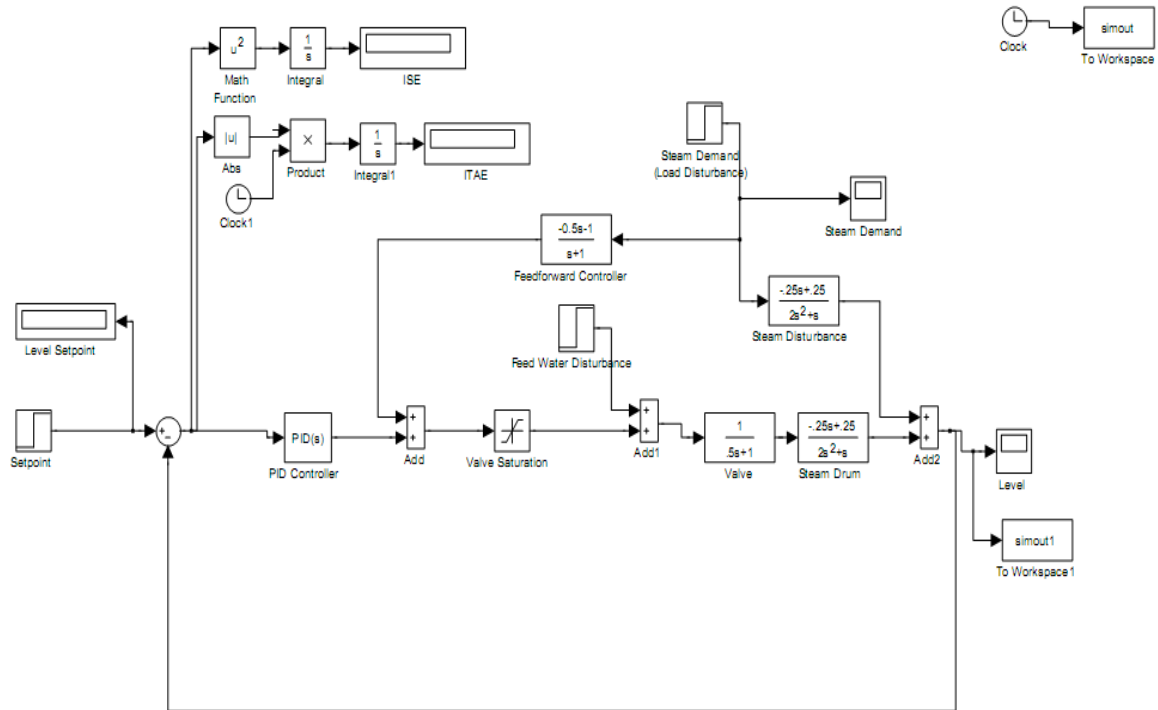 simout
Clock
To Workspace
u²
1
s
Math
Function
Integral
ISE
|u|
×
1
s
Abs
Product
Integral1
ITAE
Clock1
Steam Demand
(Load Disturbance)
Steam Demand
-0.5s-1
s+1
Feedforward Controller
-.25s+.25
2s²+s
Steam Disturbance
Level Setpoint
Feed Water Disturbance
Setpoint
+
−
PID(s)
PID Controller
+
+
Add
Valve Saturation
+
+
Add1
1
.5s+1
Valve
-.25s+.25
2s²+s
Steam Drum
+
+
Add2
Level
simout1
To Workspace1